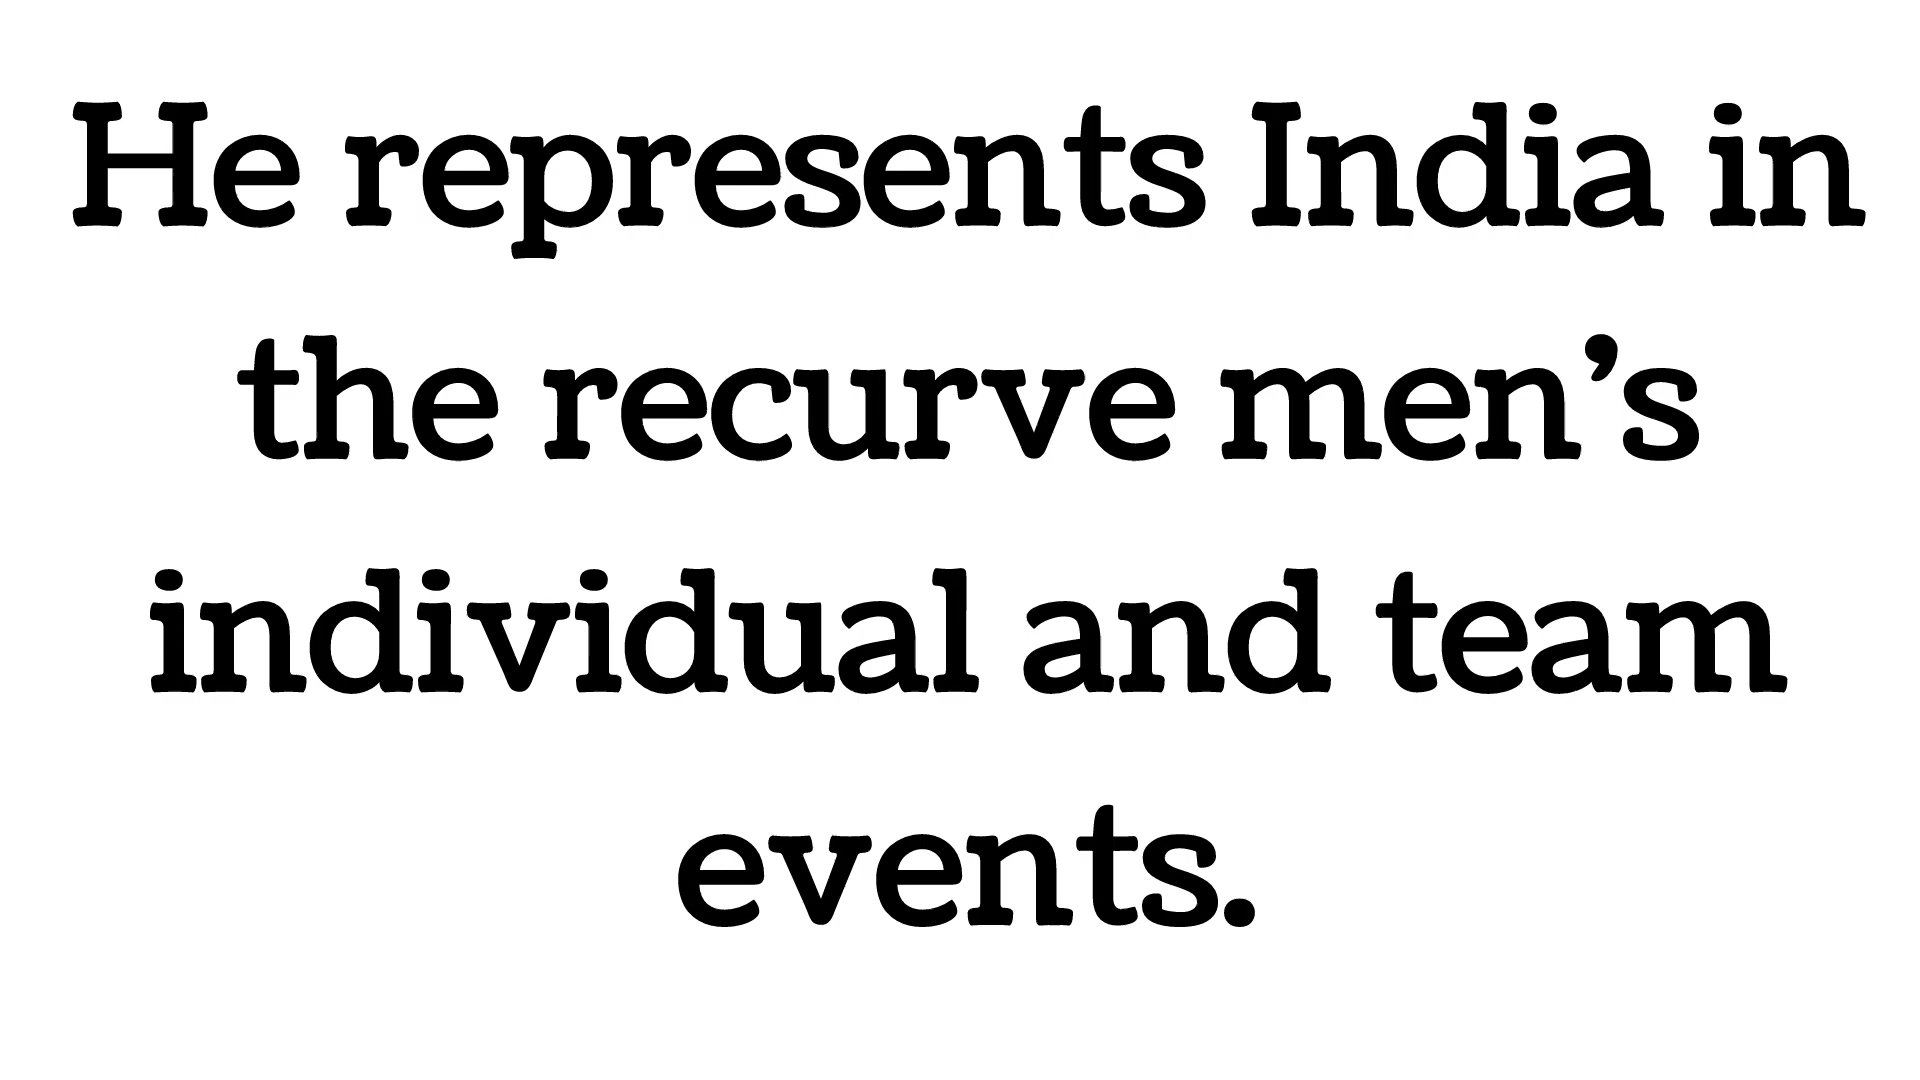 He represents India in
the recurve men’s
individual and team
events.